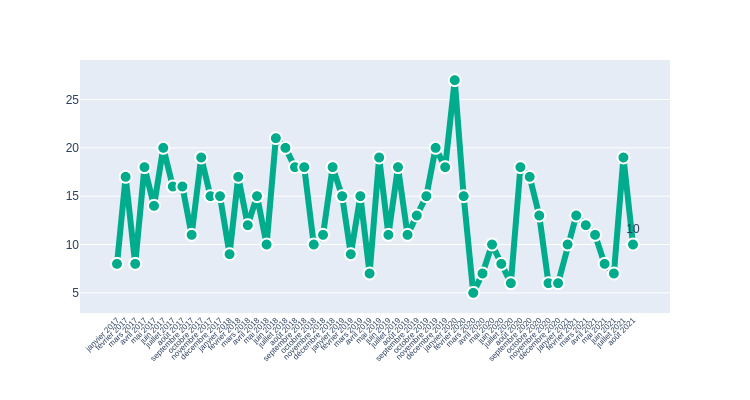 25
20
15
10
5
10
janvier 2017
février 2017
mars 2017
avril 2017
mai 2017
juin 2017
juillet 2017
août 2017
septembre 2017
octobre 2017
novembre 2017
décembre 2017
janvier 2018
février 2018
mars 2018
avril 2018
mai 2018
juin 2018
juillet 2018
août 2018
septembre 2018
octobre 2018
novembre 2018
décembre 2018
janvier 2019
février 2019
mars 2019
avril 2019
mai 2019
juin 2019
juillet 2019
août 2019
septembre 2019
octobre 2019
novembre 2019
décembre 2019
janvier 2020
février 2020
mars 2020
avril 2020
mai 2020
juin 2020
juillet 2020
août 2020
septembre 2020
octobre 2020
novembre 2020
décembre 2020
janvier 2021
février 2021
mars 2021
avril 2021
mai 2021
juin 2021
juillet 2021
août 2021